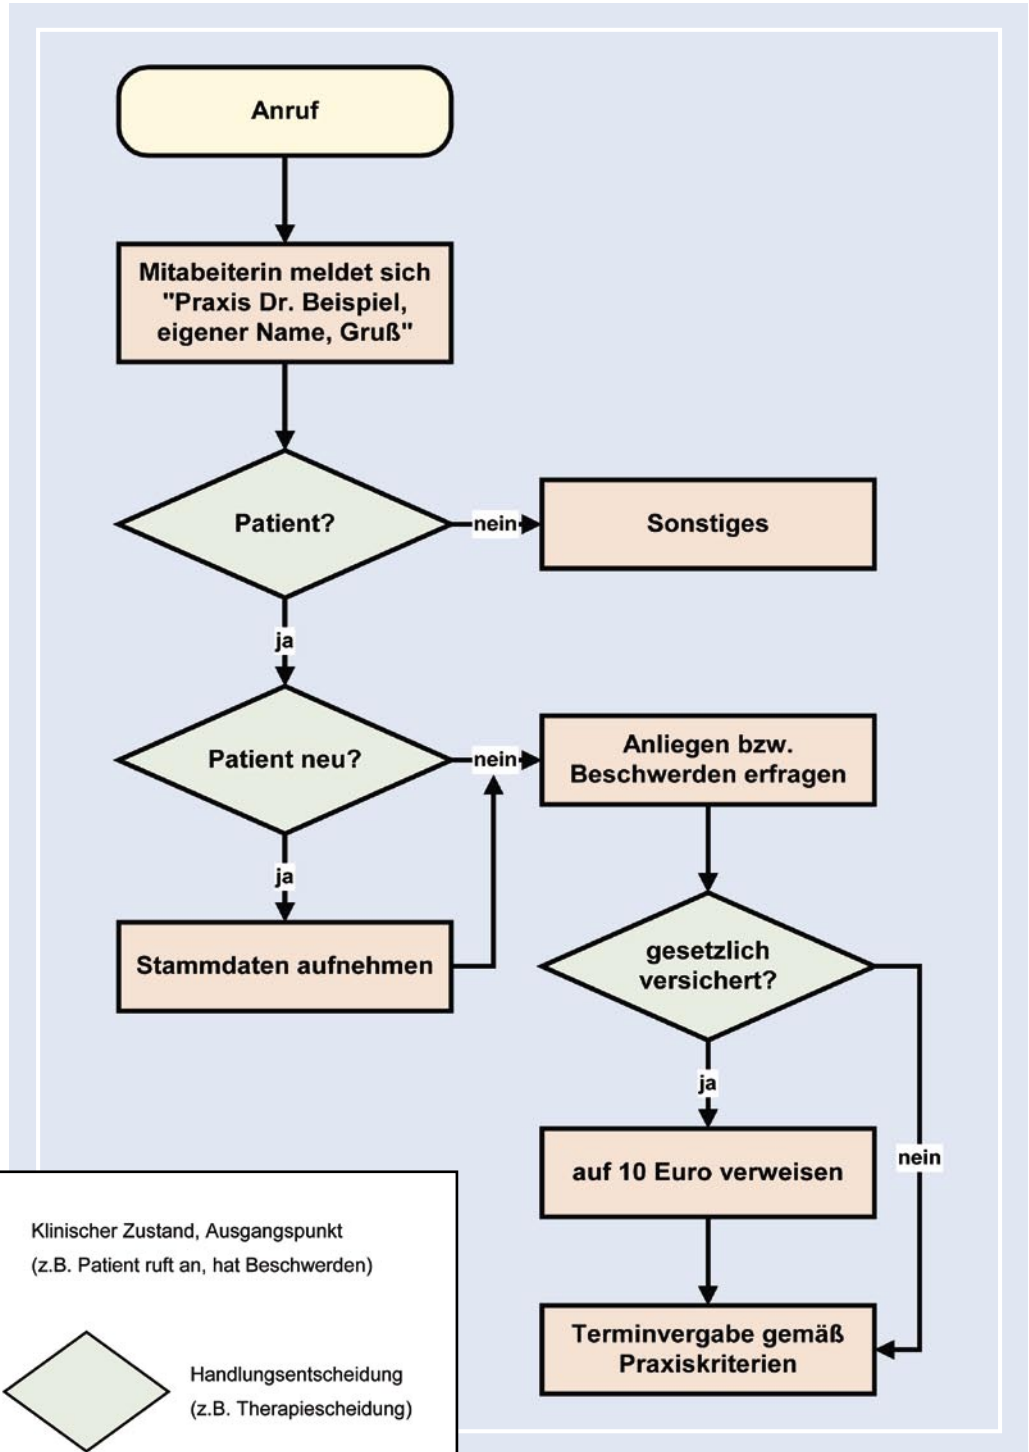 Anruf
Mitabeiterin meldet sich
"Praxis Dr. Beispiel,
eigener Name, Gruß"
Patient?
nein
Sonstiges
ja
Patient neu?
nein
Anliegen bzw.
Beschwerden erfragen
ja
Stammdaten aufnehmen
gesetzlich
versichert?
ja
nein
auf 10 Euro verweisen
Terminvergabe gemäß
Praxiskriterien
Klinischer Zustand, Ausgangspunkt
(z.B. Patient ruft an, hat Beschwerden)
Handlungsentscheidung
(z.B. Therapiescheidung)